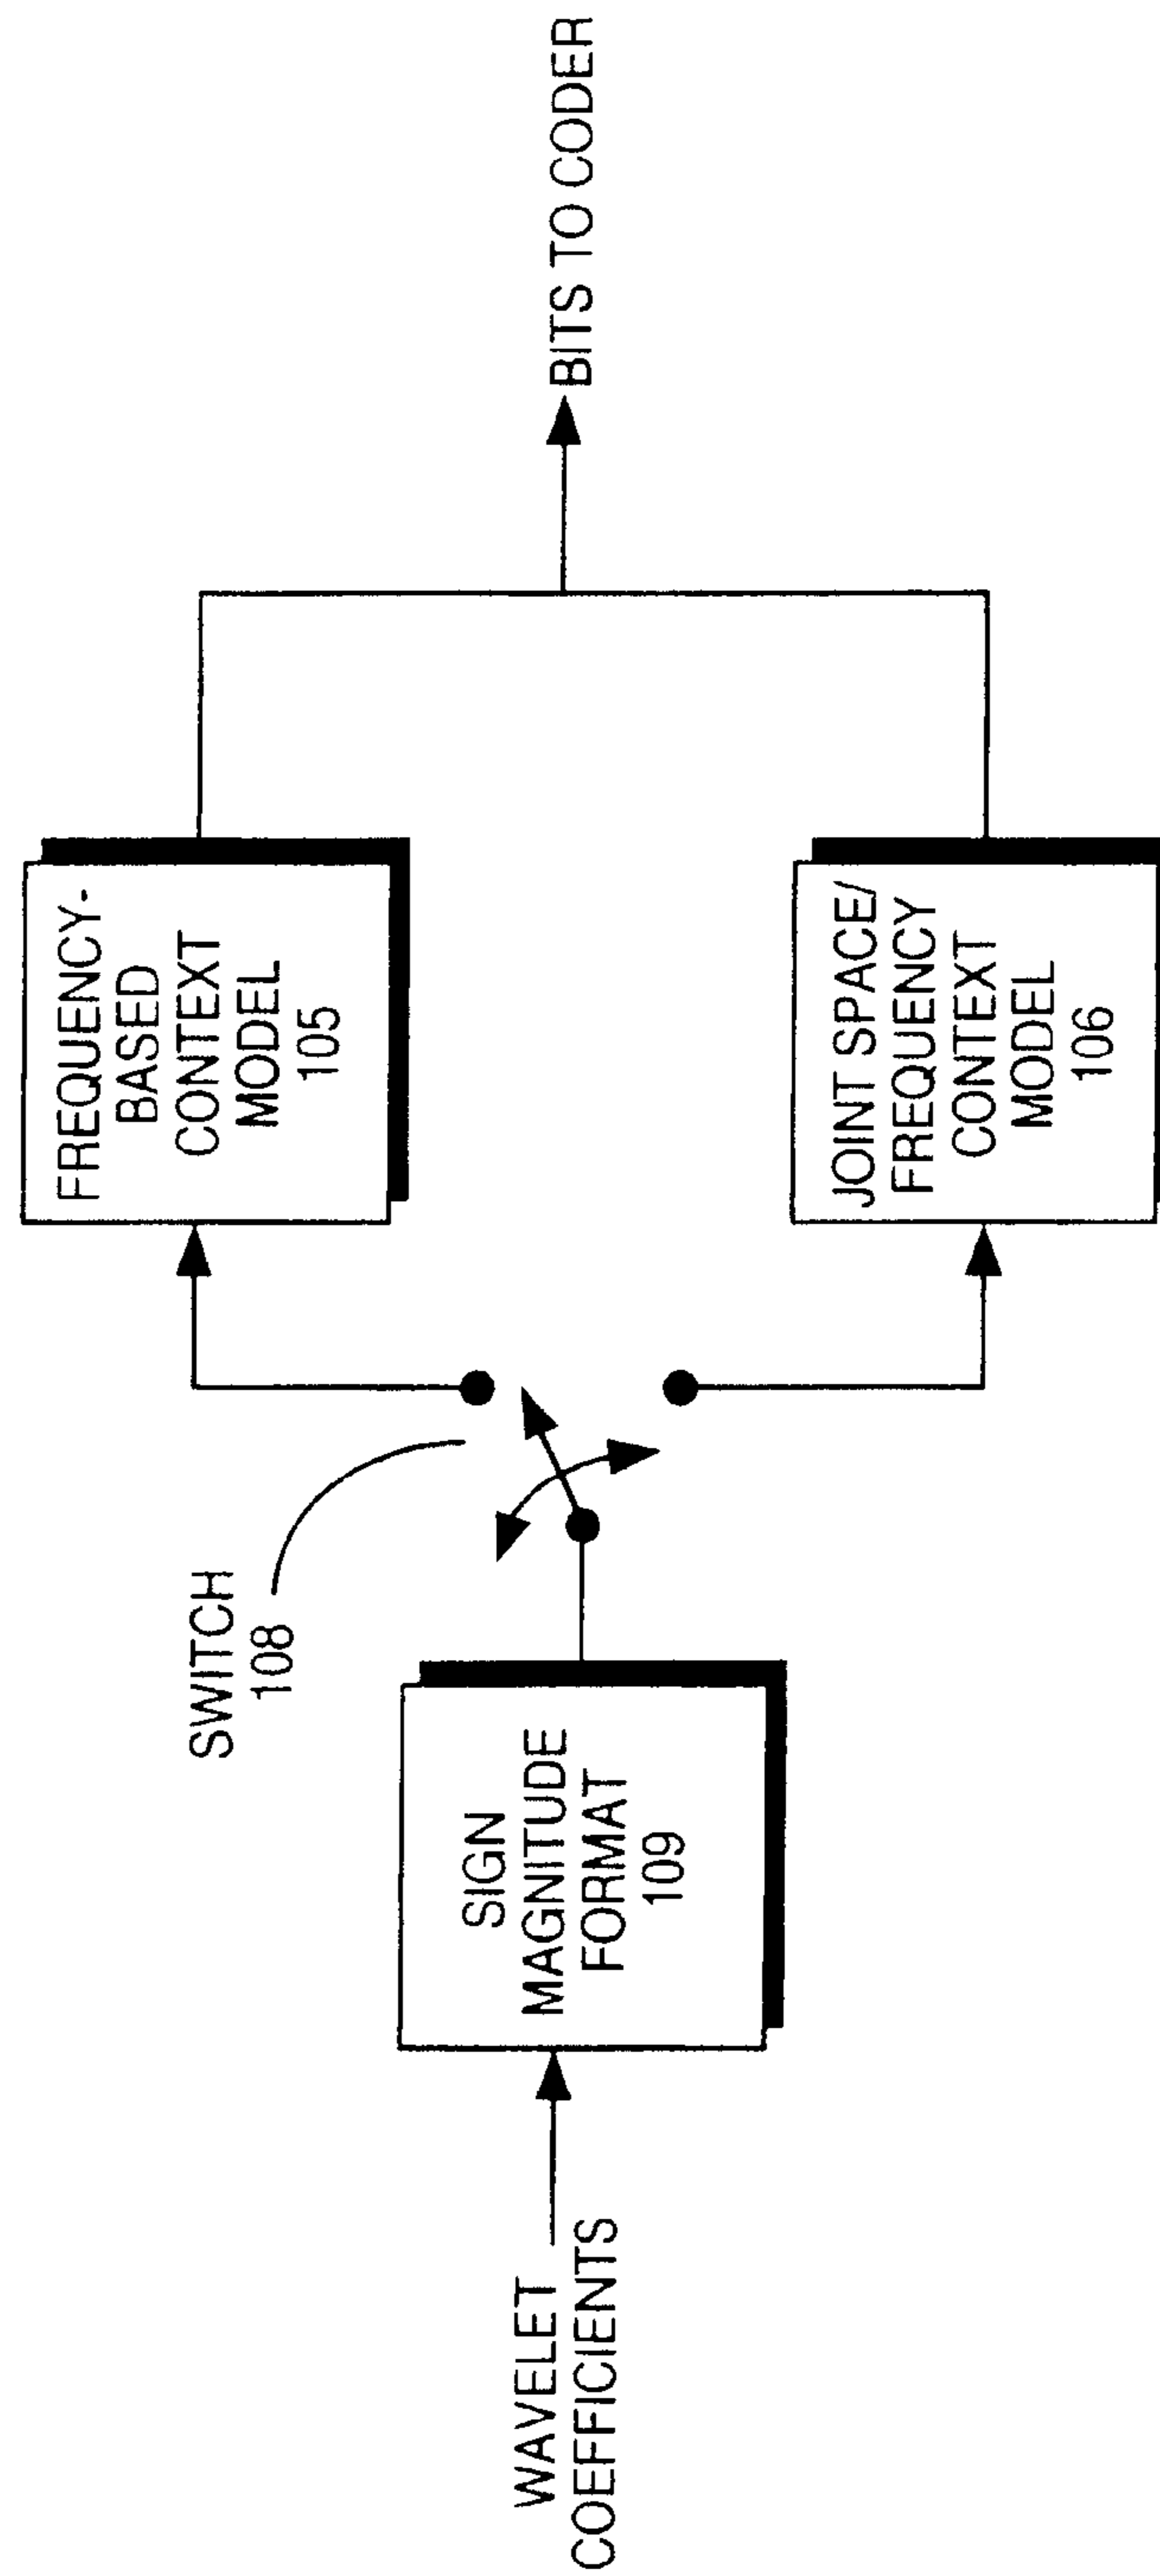 WAVELET
COEFFICIENTS
SIGN
MAGNITUDE
FORMAT
109
SWITCH
108
FREQUENCY-
BASED
CONTEXT
MODEL
105
JOINT SPACE/
FREQUENCY
CONTEXT
MODEL
106
BITS TO CODER